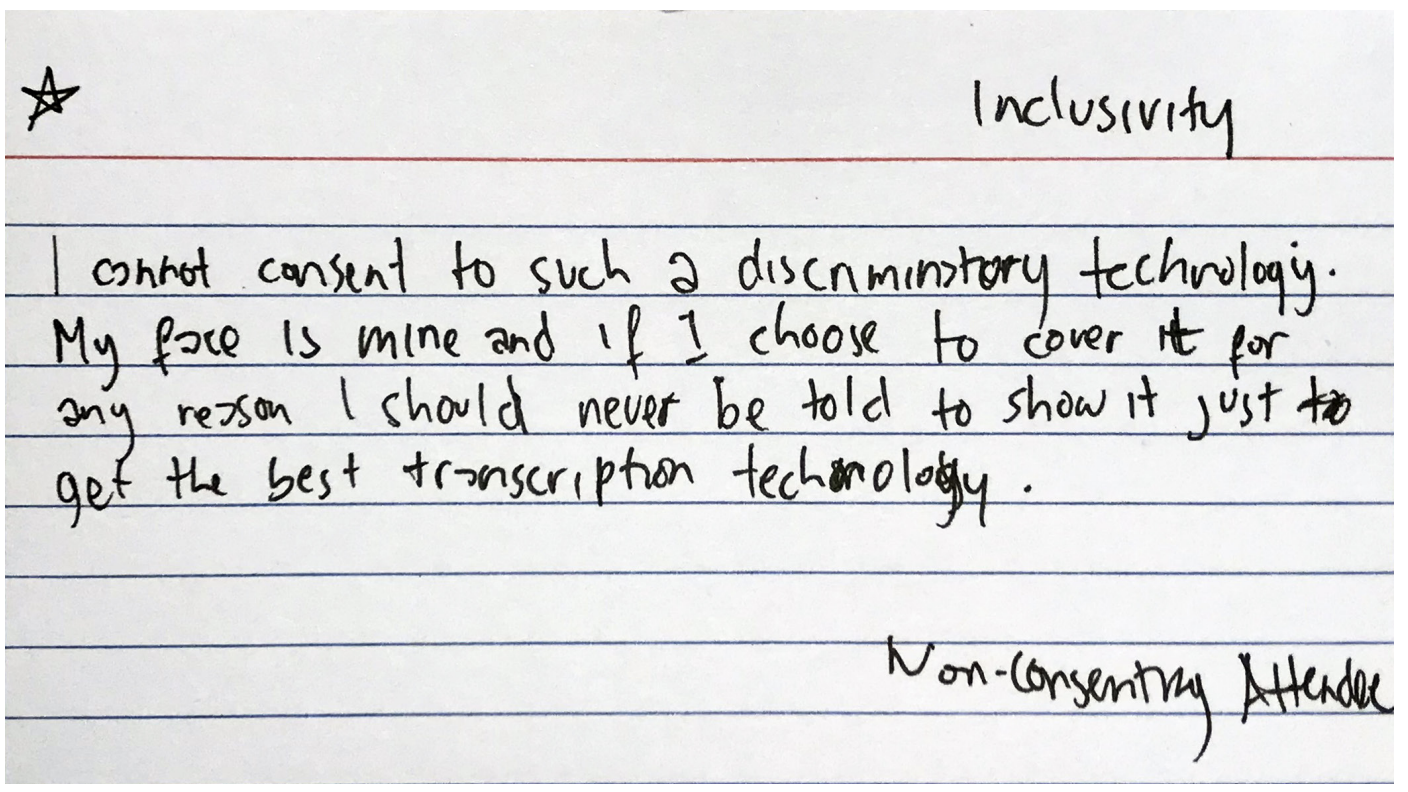 Inclusivity
I cannot consent to such a discriminatory technology.
My face is mine and if I choose to cover it for
any reason I should never be told to show it just to
get the best transcription technology.
Non-Consenting Attendee